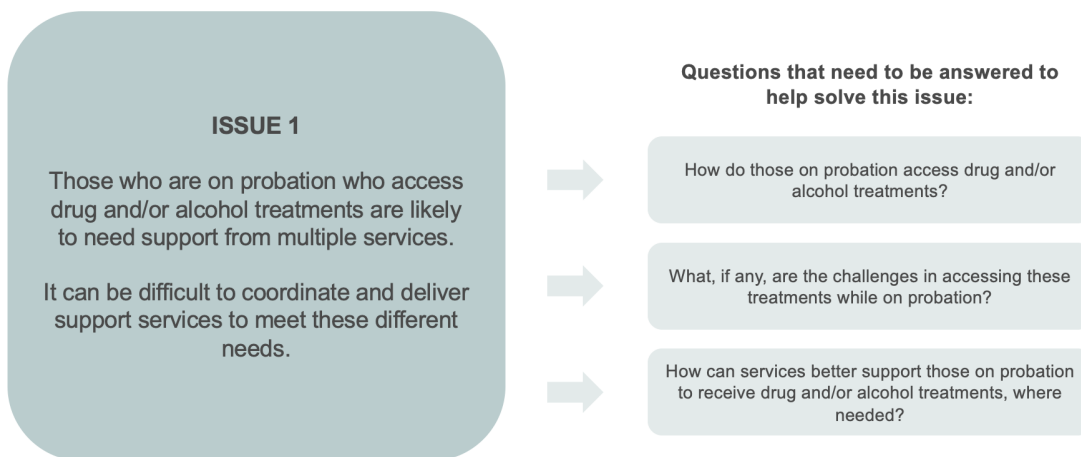 ISSUE 1
Those who are on probation who access
drug and/or alcohol treatments are likely
to need support from multiple services.
It can be difficult to coordinate and deliver
support services to meet these different
needs.
Questions that need to be answered to
help solve this issue:
How do those on probation access drug and/or
alcohol treatments?
What, if any, are the challenges in accessing these
treatments while on probation?
How can services better support those on probation
to receive drug and/or alcohol treatments, where
needed?